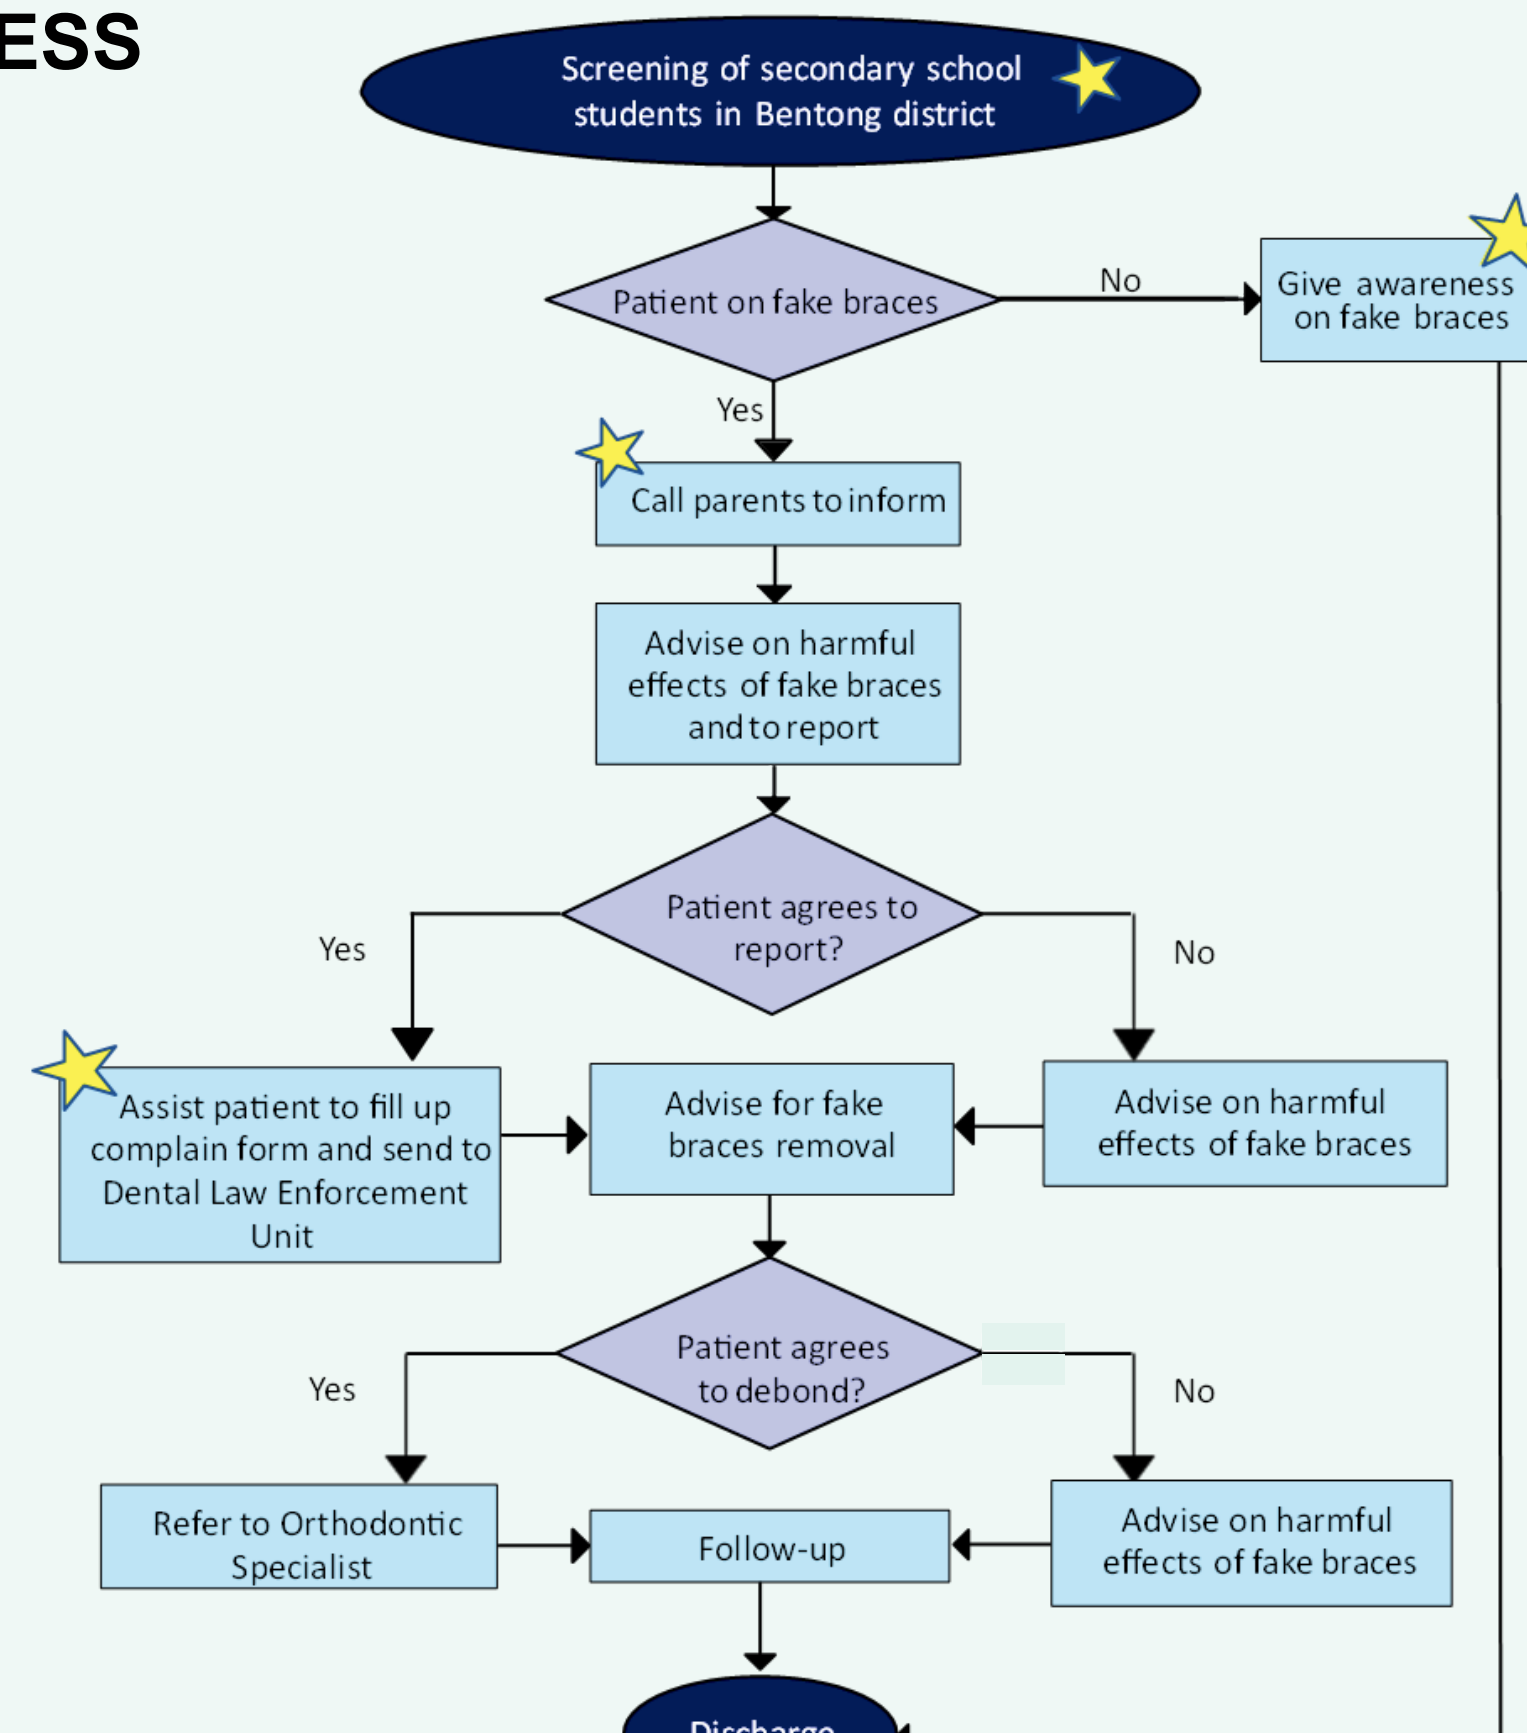 ESS
Screening of secondary school
students in Bentong district
Patient on fake braces
No
Give awareness
on fake braces
Yes
Call parents to inform
Advise on harmful
effects of fake braces
and to report
Patient agrees to
report?
Yes
No
Assist patient to fill up
complain form and send to
Dental Law Enforcement
Unit
Advise for fake
braces removal
Advise on harmful
effects of fake braces
Patient agrees
to debond?
Yes
No
Refer to Orthodontic
Specialist
Follow-up
Advise on harmful
effects of fake braces
Discharge